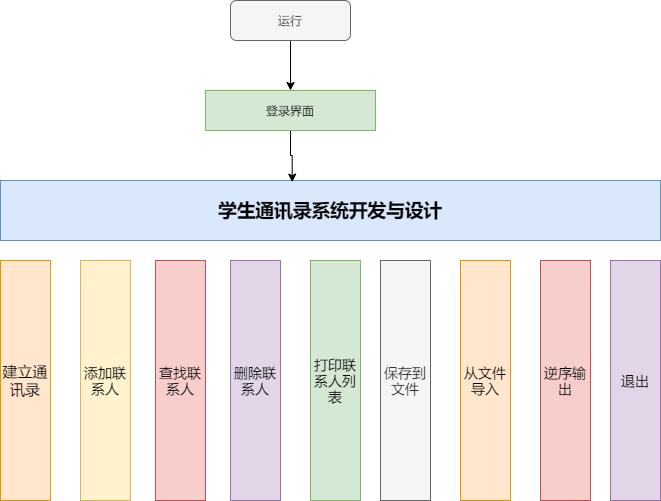 运行
登录界面
学生通讯录系统开发与设计
建立通
讯录
添加联
系人
查找联
系人
删除联
系人
打印联
系人列
表
保存到
文件
从文件
导入
逆序输
出
退出